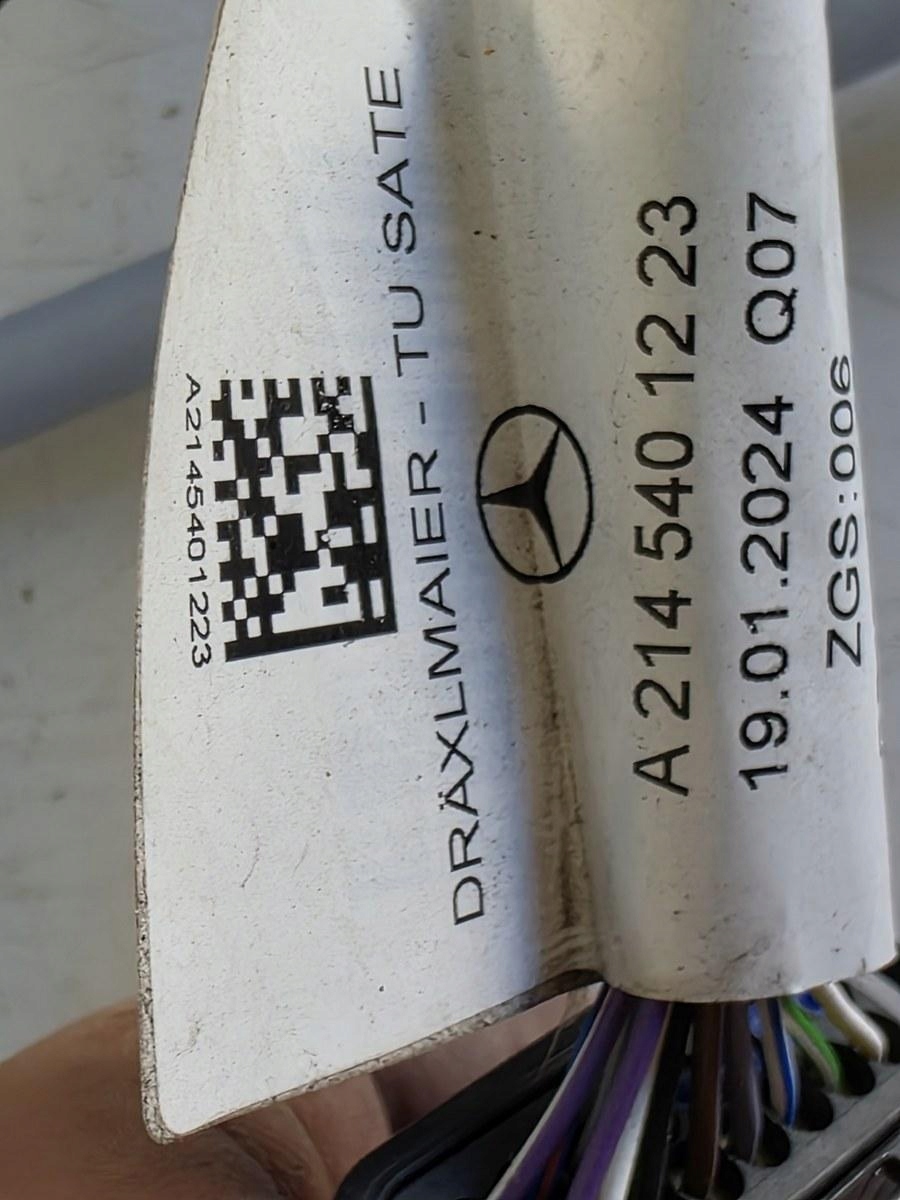 A2145401223
DRÄXLMAIER - TU SATE
A 214 540 12 23
19.01.2024 Q07
ZGS:006